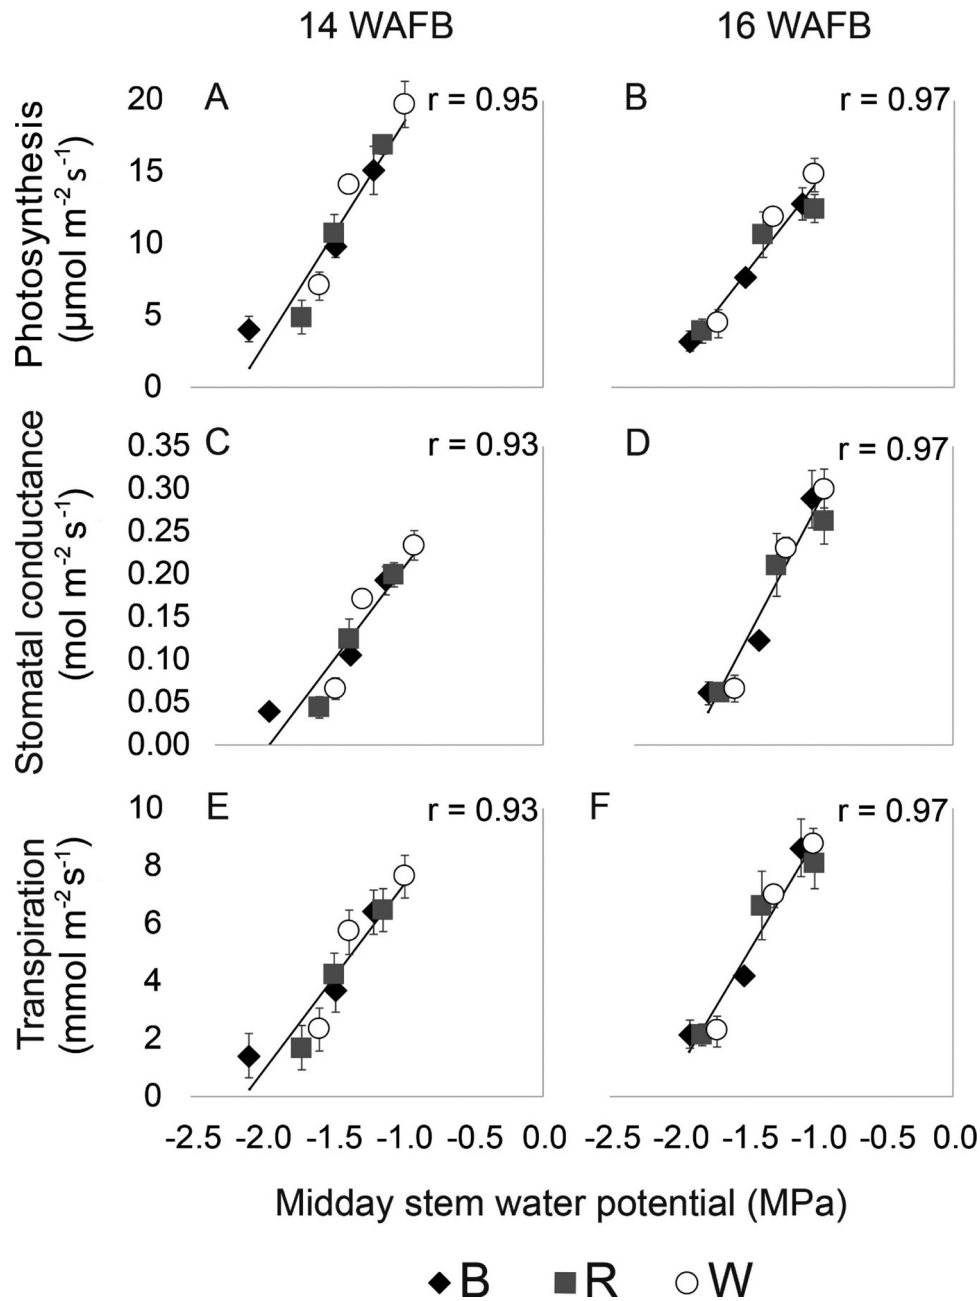 14 WAFB 16 WAFB
Photosynthesis
(µmol m⁻² s⁻¹)
A r = 0.95
20
15
10
5
0
B r = 0.97
Stomatal conductance
(mol m⁻² s⁻¹)
C r = 0.93
0.35
0.30
0.25
0.20
0.15
0.10
0.05
0.00
D r = 0.97
Transpiration
(mmol m⁻² s⁻¹)
E r = 0.93
10
8
6
4
2
0
F r = 0.97
-2.5 -2.0 -1.5 -1.0 -0.5 0.0
-2.5 -2.0 -1.5 -1.0 -0.5 0.0
Midday stem water potential (MPa)
B R W